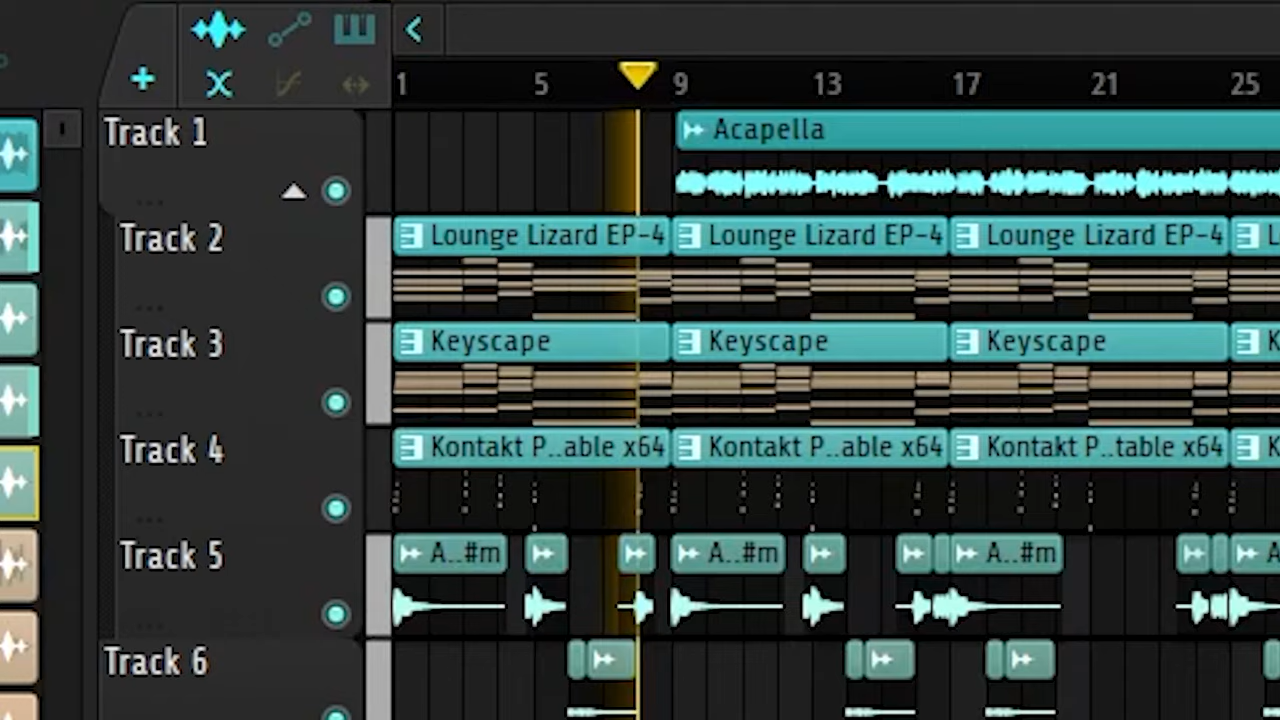 1 5 9 13 17 21 25
Track 1
Acapella
Track 2
Lounge Lizard EP-4 Lounge Lizard EP-4 Lounge Lizard EP-4 L
Track 3
Keyscape Keyscape Keyscape K
Track 4
Kontakt P..able x64 Kontakt P..able x64 Kontakt P..table x64 K
Track 5
A..#m A..#m A..#m A
Track 6